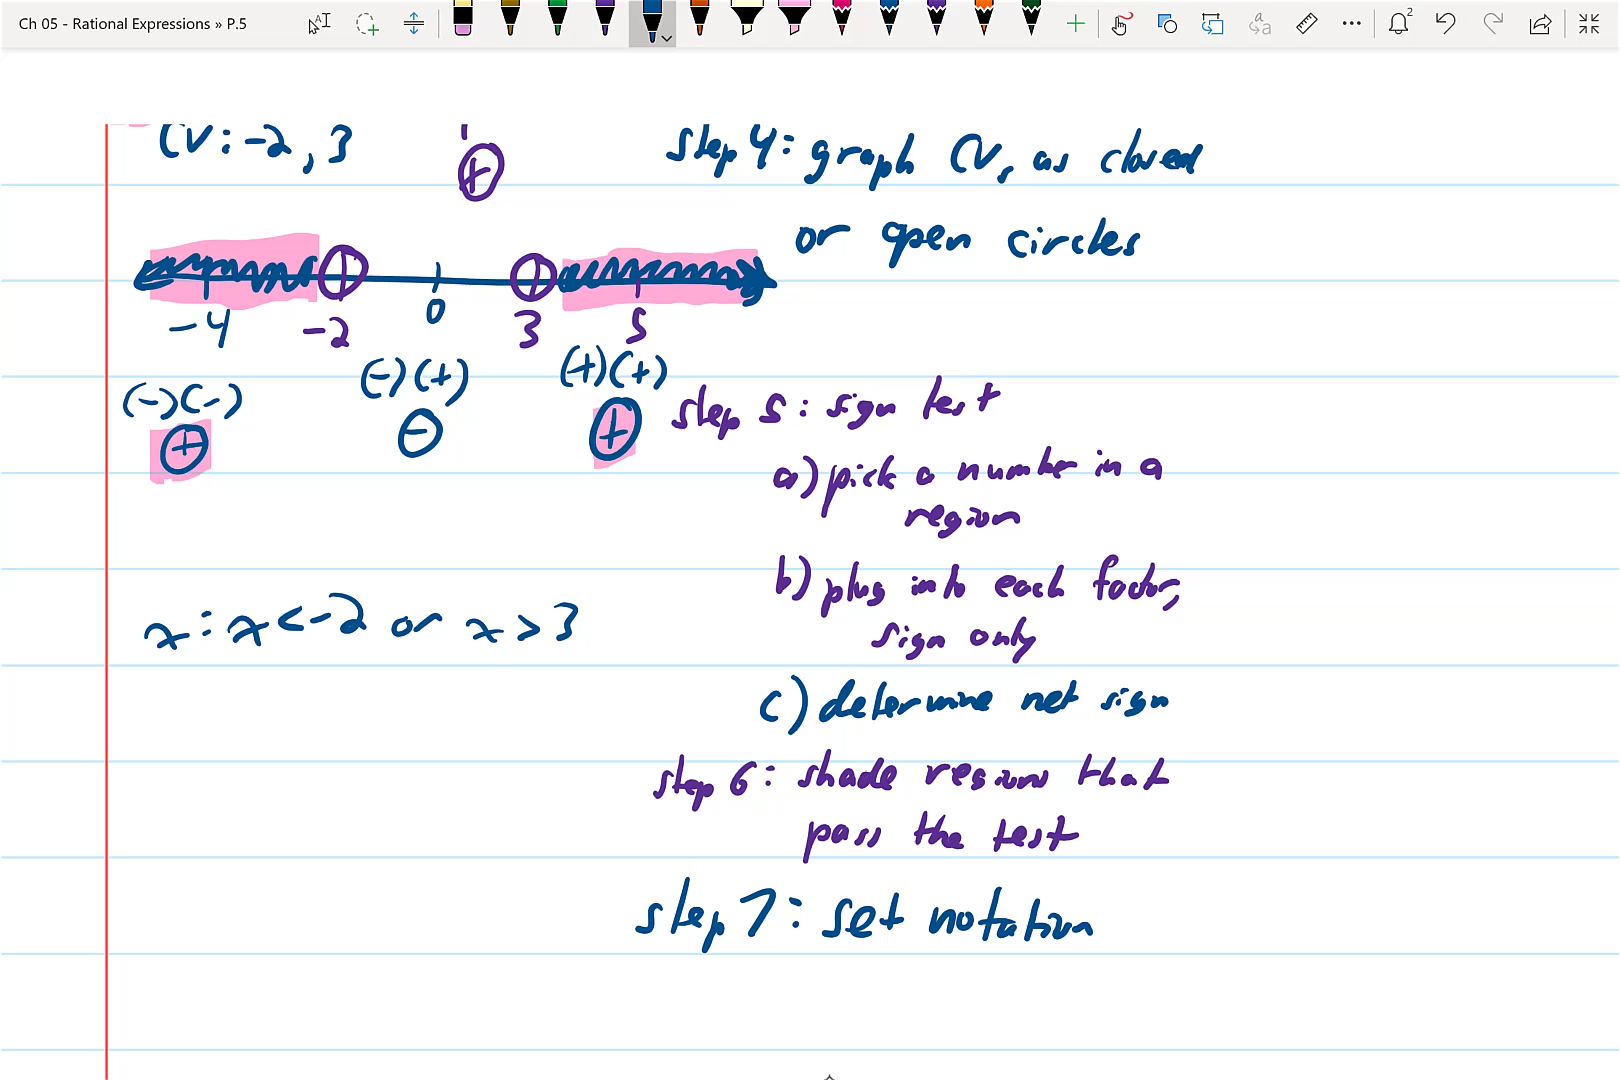 Ch 05 - Rational Expressions » P.5
CV: -2, 3
+
step 4: graph CVs as closed
or open circles
-4 -2 0 3 5
(-)(-) (-)(+) (+)(+)
+ - +
step 5: sign test
a) pick a number in a
region
b) plug into each factor,
sign only
x: x < -2 or x > 3
c) determine net sign
step 6: shade regions that
pass the test
step 7: set notation